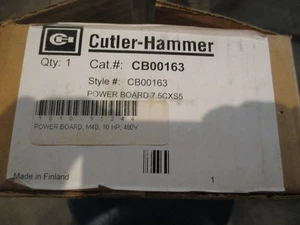 Cutler-Hammer
Qty: 1 Cat.#: CB00163
Style #: CB00163
POWER BOARD 7.5CXS5
POWER BOARD, M4B, 10 HP, 480V
Made in Finland 1